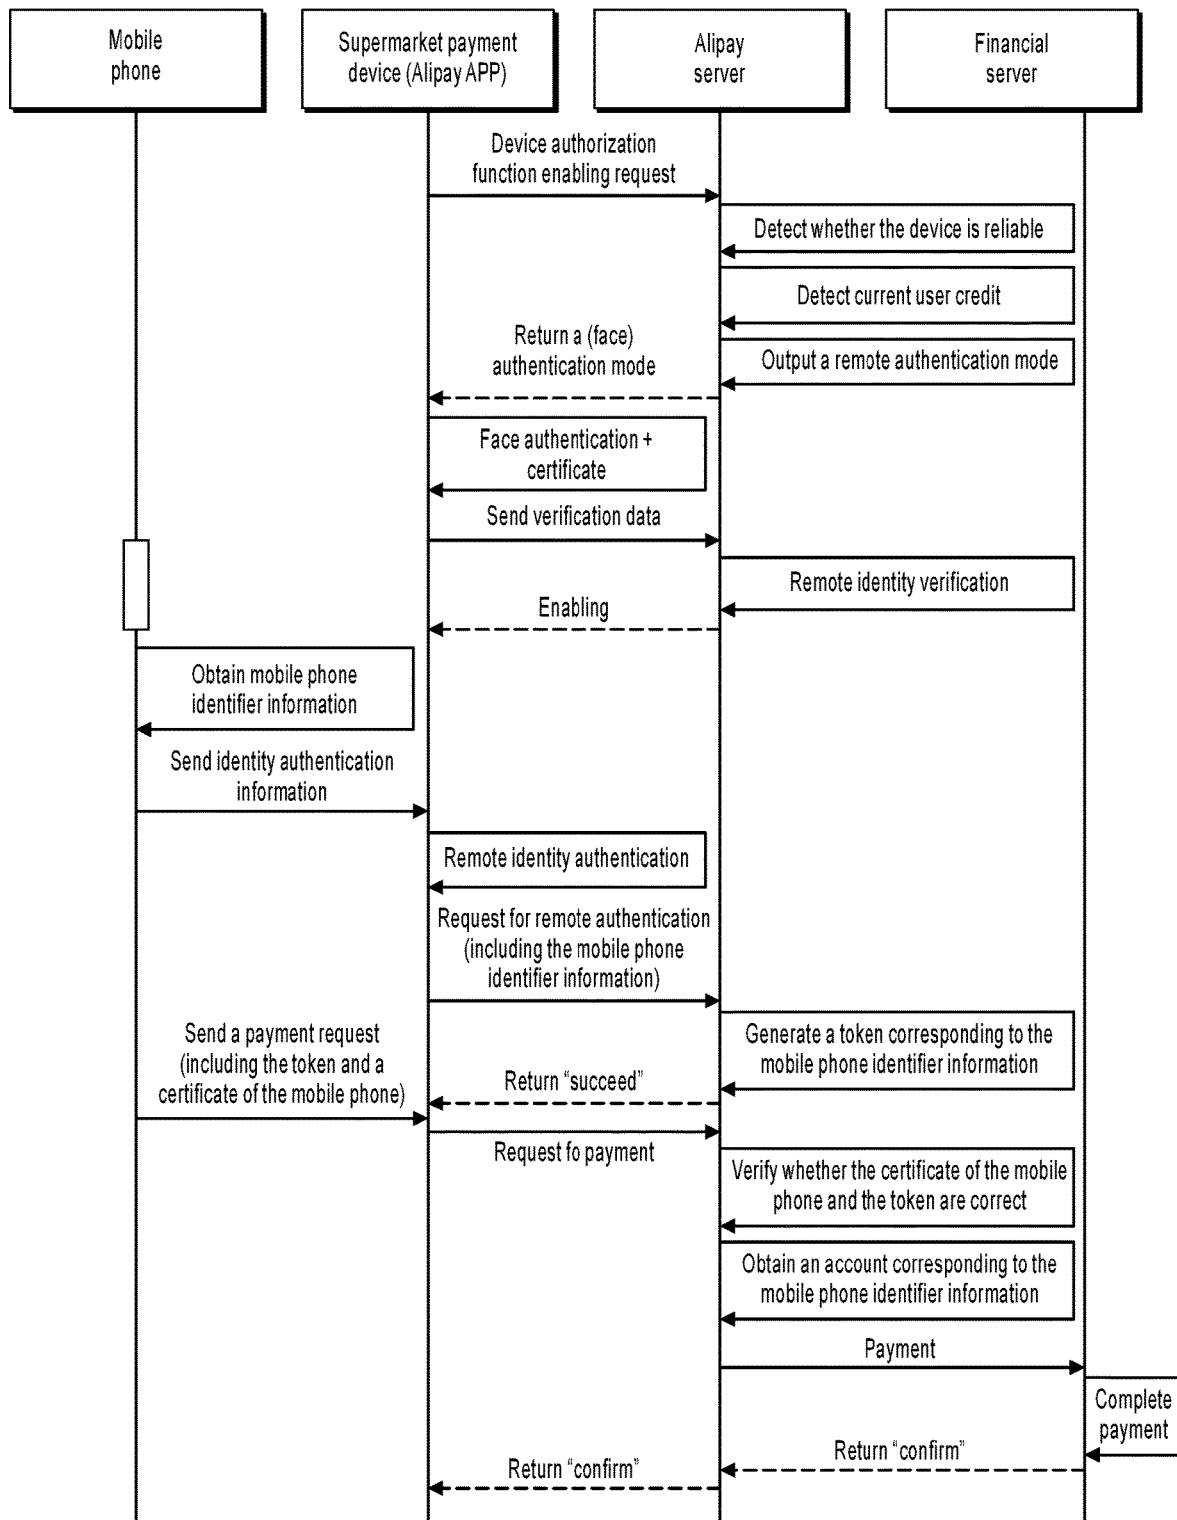 Mobile
phone
Supermarket payment
device (Alipay APP)
Alipay
server
Financial
server
Device authorization
function enabling request
Detect whether the device is reliable
Detect current user credit
Return a (face)
authentication mode
Output a remote authentication mode
Face authentication +
certificate
Send verification data
Remote identity verification
Enabling
Obtain mobile phone
identifier information
Send identity authentication
information
Remote identity authentication
Request for remote authentication
(including the mobile phone
identifier information)
Send a payment request
(including the token and a
certificate of the mobile phone)
Generate a token corresponding to the
mobile phone identifier information
Return “succeed”
Request fo payment
Verify whether the certificate of the mobile
phone and the token are correct
Obtain an account corresponding to the
mobile phone identifier information
Payment
Complete
payment
Return “confirm”
Return “confirm”